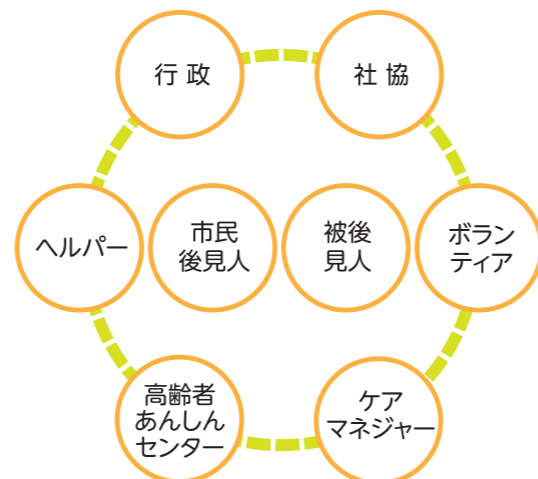 行政
社協
ヘルパー
市民
後見人
被後
見人
ボラン
ティア
高齢者
あんしん
センター
ケア
マネジャー